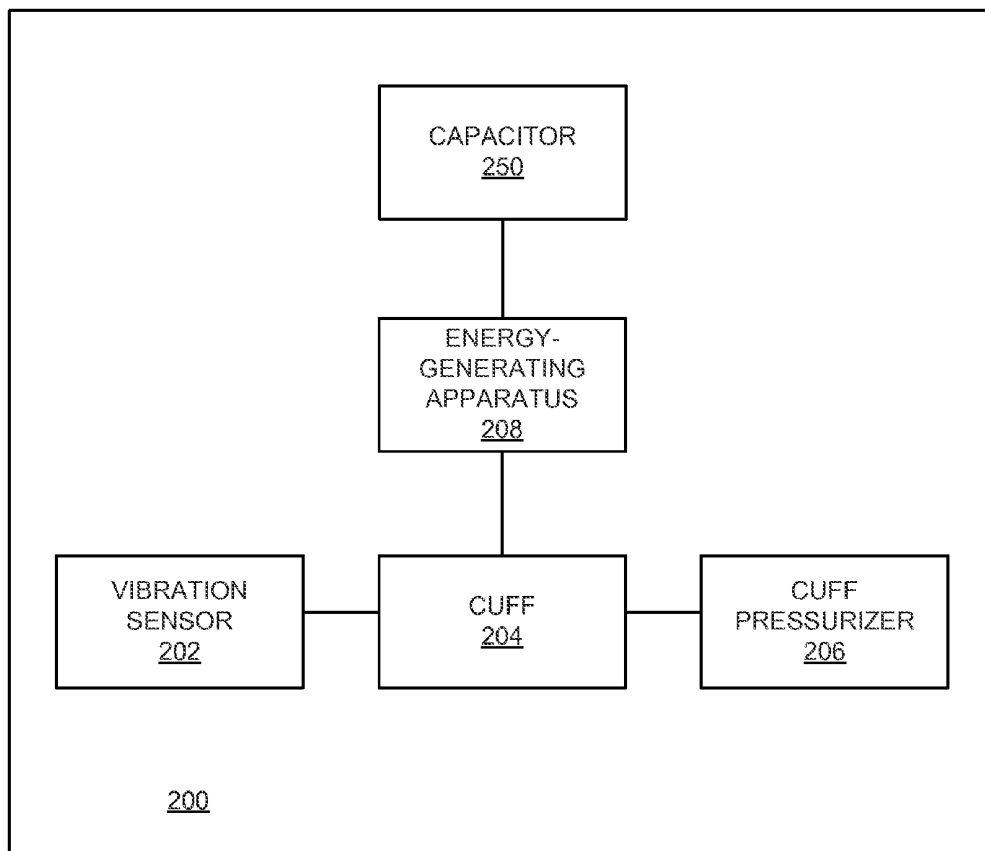 CAPACITOR
250
ENERGY-
GENERATING
APPARATUS
208
VIBRATION
SENSOR
202
CUFF
204
CUFF
PRESSURIZER
206
200